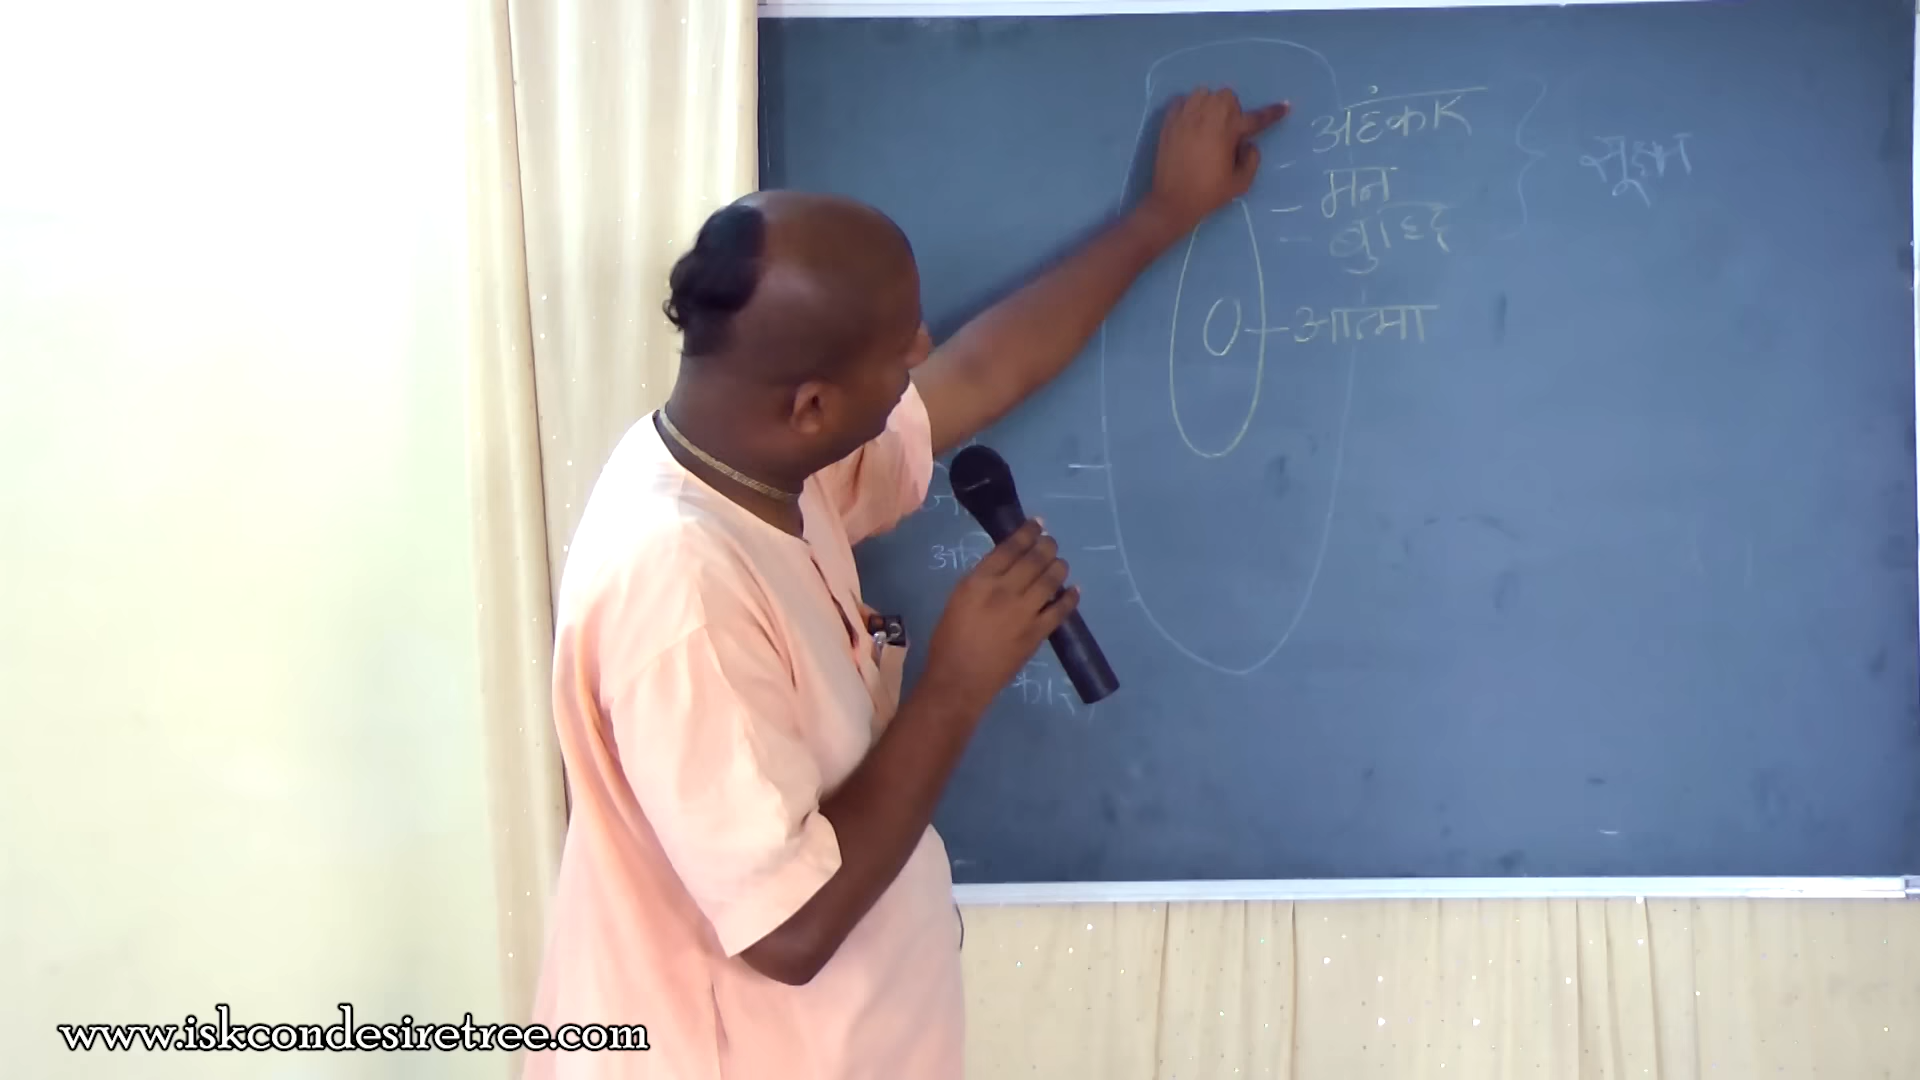 अहंकार
मन
बुद्धि
सूक्ष्म
आत्मा
www.iskcondesiretree.com